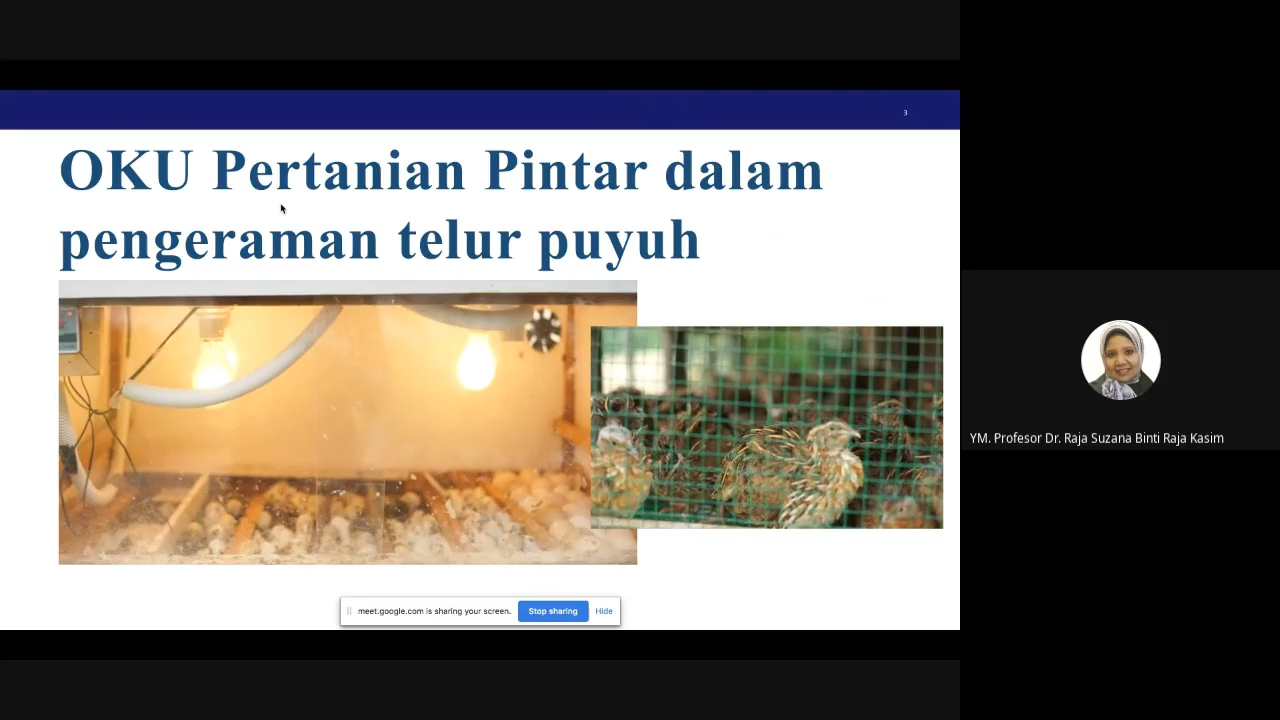 3
OKU Pertanian Pintar dalam
pengeraman telur puyuh
YM. Profesor Dr. Raja Suzana Binti Raja Kasim
meet.google.com is sharing your screen. Stop sharing Hide